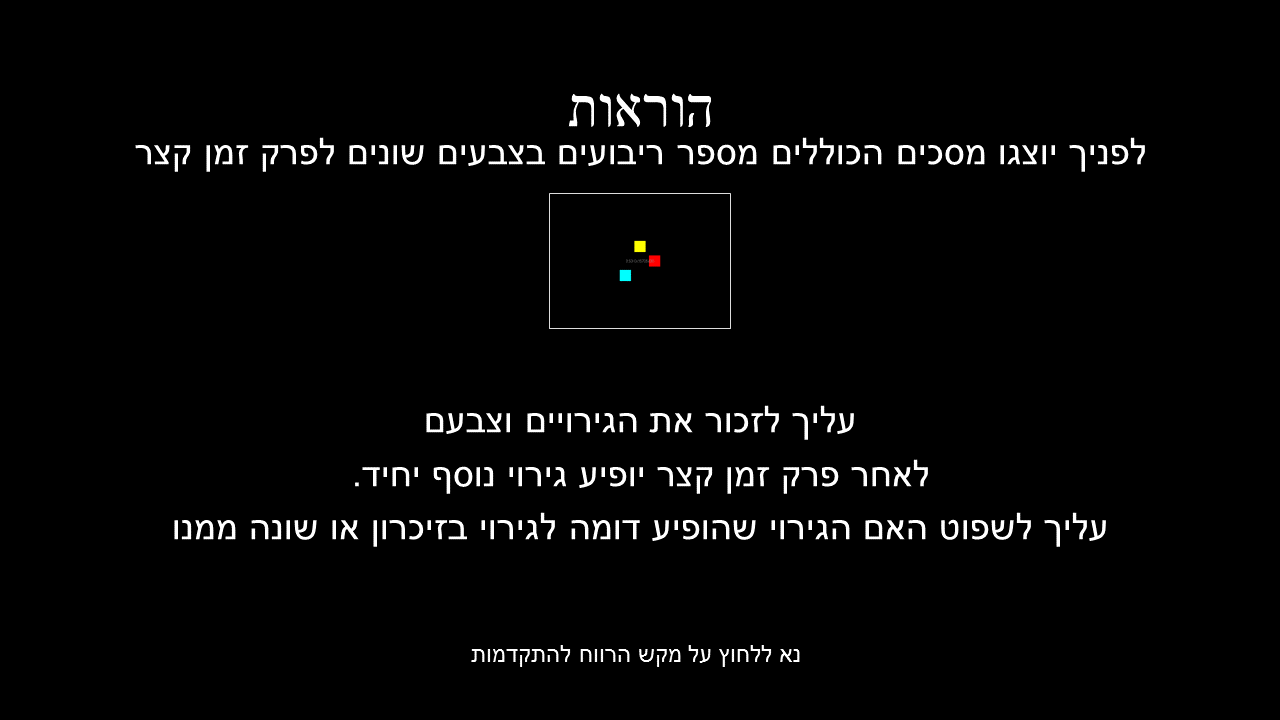 הוראות
לפניך יוצגו מסכים הכוללים מספר ריבועים בצבעים שונים לפרק זמן קצר
עליך לזכור את הגירויים וצבעם
לאחר פרק זמן קצר יופיע גירוי נוסף יחיד.
עליך לשפוט האם הגירוי שהופיע דומה לגירוי בזיכרון או שונה ממנו
נא ללחוץ על מקש הרווח להתקדמות